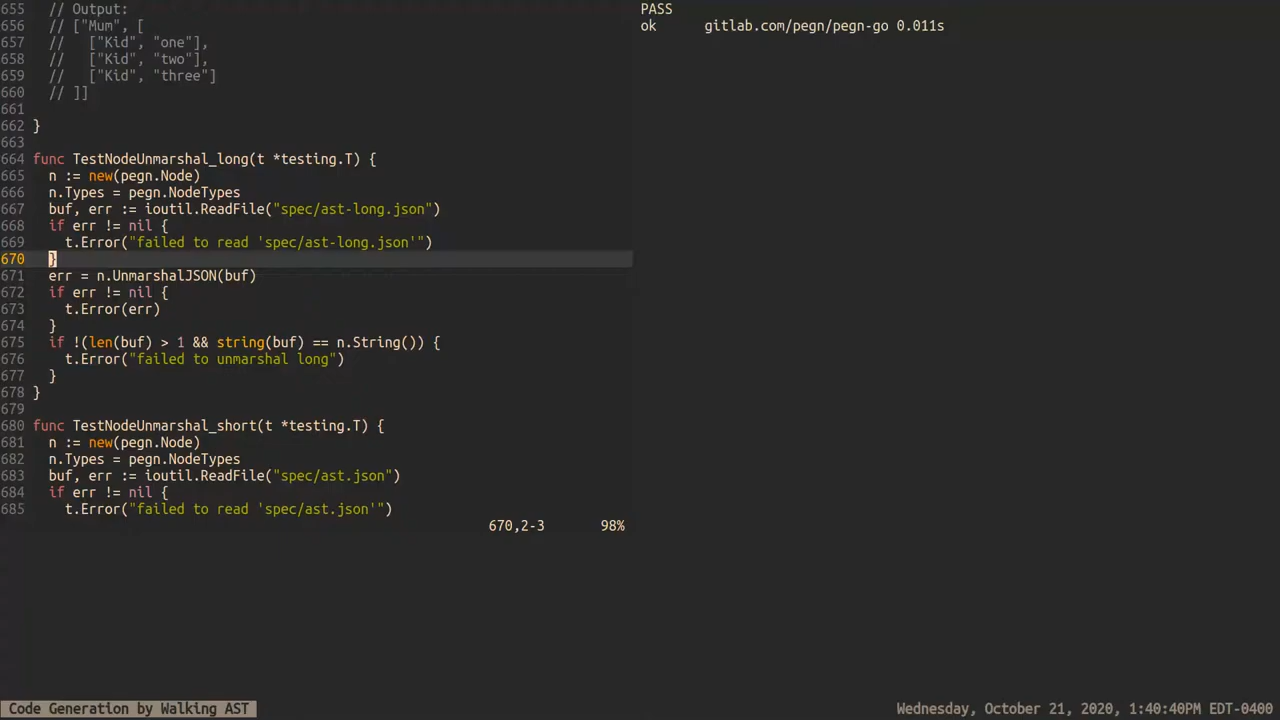 655   // Output:
656   // ["Mum", [
657   //   ["Kid", "one"],
658   //   ["Kid", "two"],
659   //   ["Kid", "three"]
660   // ]]
661
662 }
663
664 func TestNodeUnmarshal_long(t *testing.T) {
665   n := new(pegn.Node)
666   n.Types = pegn.NodeTypes
667   buf, err := ioutil.ReadFile("spec/ast-long.json")
668   if err != nil {
669     t.Error("failed to read 'spec/ast-long.json'")
670   }
671   err = n.UnmarshalJSON(buf)
672   if err != nil {
673     t.Error(err)
674   }
675   if !(len(buf) > 1 && string(buf) == n.String()) {
676     t.Error("failed to unmarshal long")
677   }
678 }
679
680 func TestNodeUnmarshal_short(t *testing.T) {
681   n := new(pegn.Node)
682   n.Types = pegn.NodeTypes
683   buf, err := ioutil.ReadFile("spec/ast.json")
684   if err != nil {
685     t.Error("failed to read 'spec/ast.json'")
670,2-3 98%
PASS
ok gitlab.com/pegn/pegn-go 0.011s
Code Generation by Walking AST
Wednesday, October 21, 2020, 1:40:40PM EDT-0400